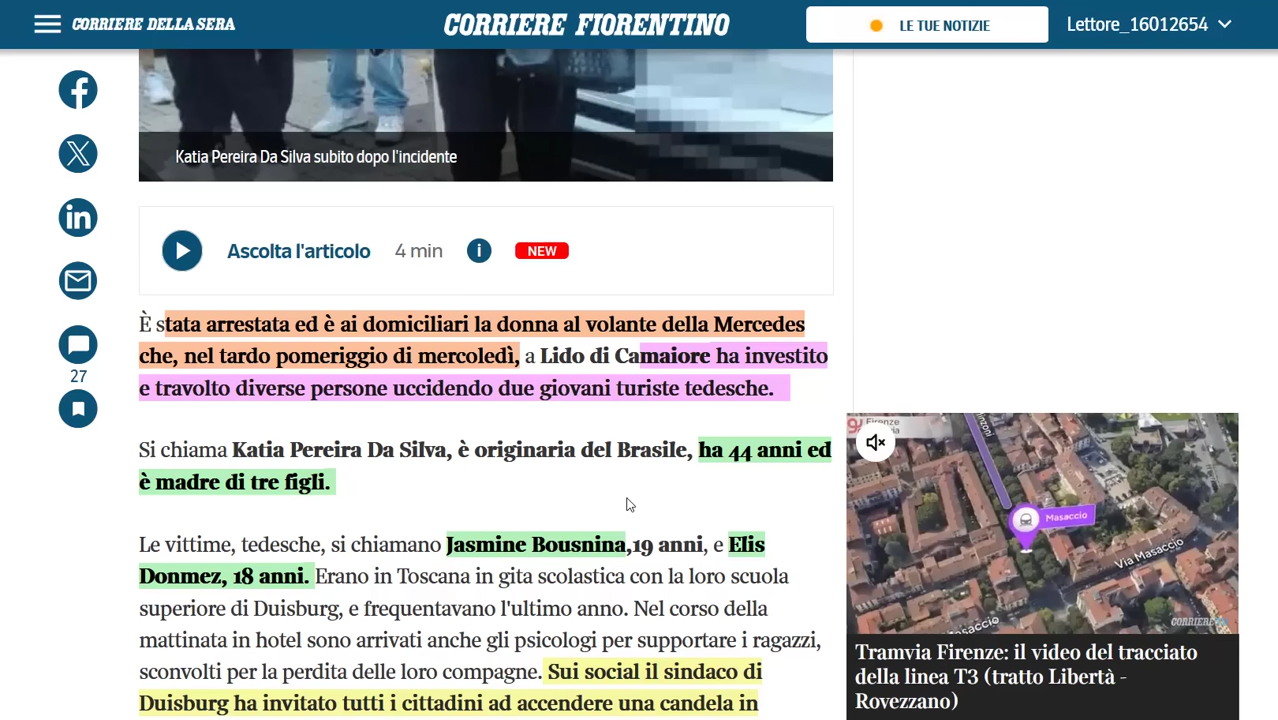 CORRIERE DELLA SERA
CORRIERE FIORENTINO
LE TUE NOTIZIE
Lettore_16012654
Katia Pereira Da Silva subito dopo l'incidente
Ascolta l'articolo 4 min i NEW
27
È stata arrestata ed è ai domiciliari la donna al volante della Mercedes
che, nel tardo pomeriggio di mercoledì, a Lido di Camaiore ha investito
e travolto diverse persone uccidendo due giovani turiste tedesche.
Si chiama Katia Pereira Da Silva, è originaria del Brasile, ha 44 anni ed
è madre di tre figli.
Le vittime, tedesche, si chiamano Jasmine Bousnina,19 anni, e Elis
Donmez, 18 anni. Erano in Toscana in gita scolastica con la loro scuola
superiore di Duisburg, e frequentavano l'ultimo anno. Nel corso della
mattinata in hotel sono arrivati anche gli psicologi per supportare i ragazzi,
sconvolti per la perdita delle loro compagne. Sui social il sindaco di
Duisburg ha invitato tutti i cittadini ad accendere una candela in
Firenze
Masaccio
Via Masaccio
Masaccio
Tramvia Firenze: il video del tracciato
della linea T3 (tratto Libertà -
Rovezzano)